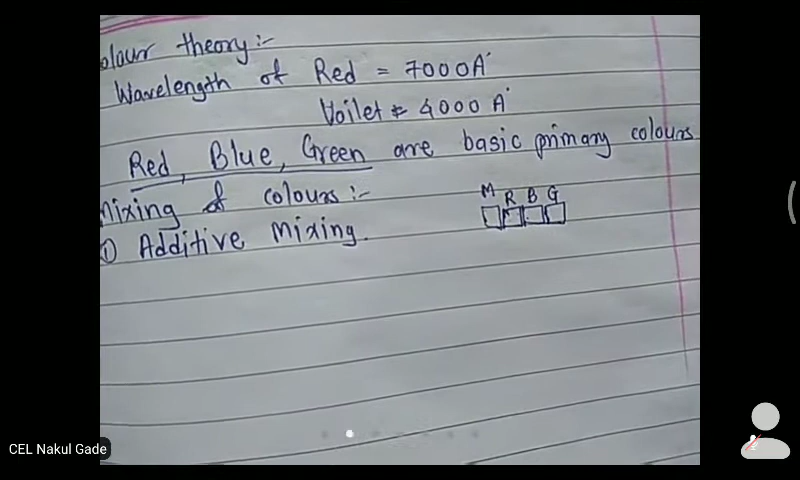 olour theory :-
Wavelength of Red = 7000A°
Voilet = 4000 A°
Red, Blue, Green are basic primary colours
Mixing of colours :-
M R B G
① Additive Mixing.
CEL Nakul Gade